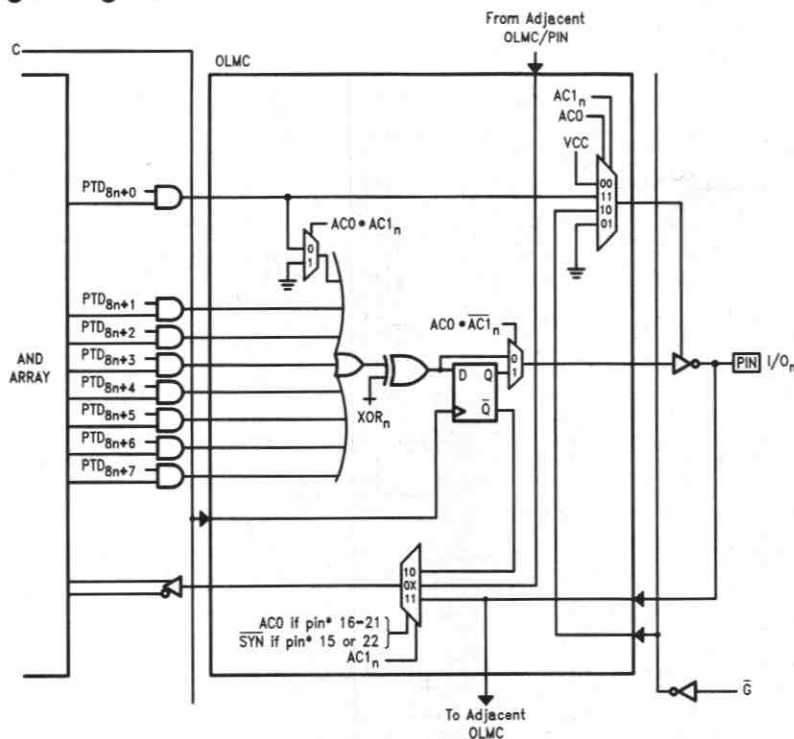 From Adjacent
OLMC/PIN
C
OLMC
AC1n
AC0
VCC
00
11
10
01
PTD8n+0
AC0 • AC1n
0
1
PTD8n+1
PTD8n+2
PTD8n+3
PTD8n+4
PTD8n+5
PTD8n+6
PTD8n+7
AND
ARRAY
AC0 • A̅C̅1̅n
0
1
D Q
Q̅
XORn
PIN I/On
10
0X
11
AC0 if pin* 16-21
S̅Y̅N̅ if pin* 15 or 22
AC1n
G̅
To Adjacent
OLMC